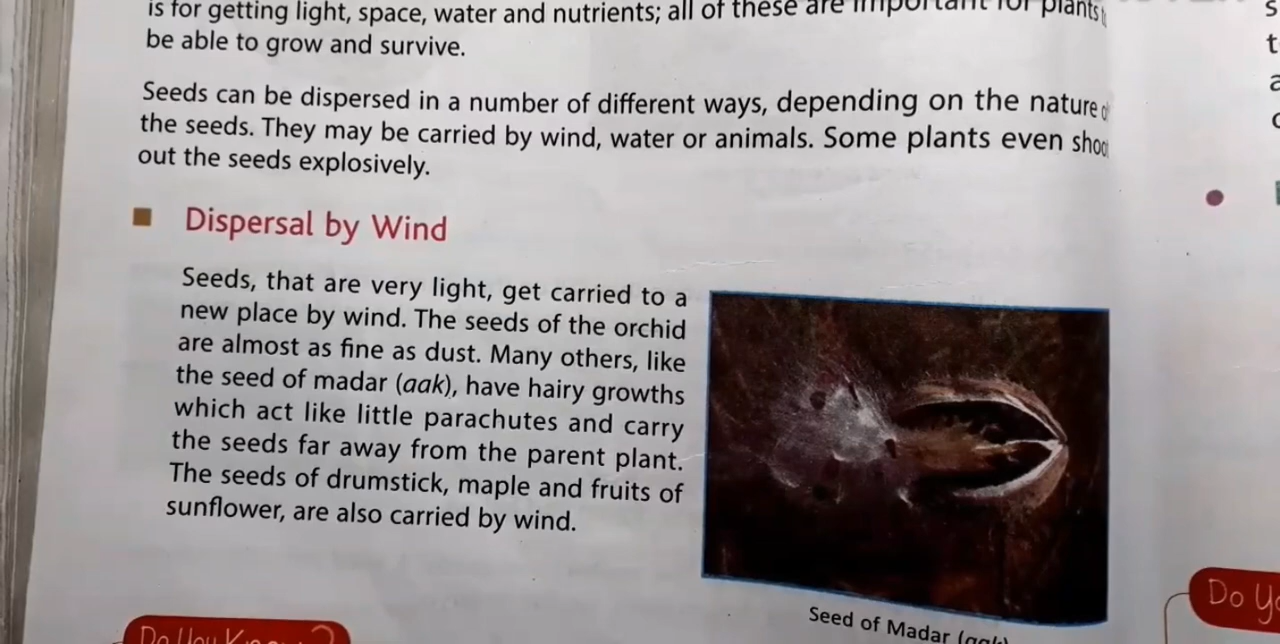 is for getting light, space, water and nutrients; all of these are important for plants
be able to grow and survive.
Seeds can be dispersed in a number of different ways, depending on the nature
the seeds. They may be carried by wind, water or animals. Some plants even shoot
out the seeds explosively.
Dispersal by Wind
Seeds, that are very light, get carried to a
new place by wind. The seeds of the orchid
are almost as fine as dust. Many others, like
the seed of madar (aak), have hairy growths
which act like little parachutes and carry
the seeds far away from the parent plant.
The seeds of drumstick, maple and fruits of
sunflower, are also carried by wind.
Seed of Madar (aak)
Do You Know?
Do